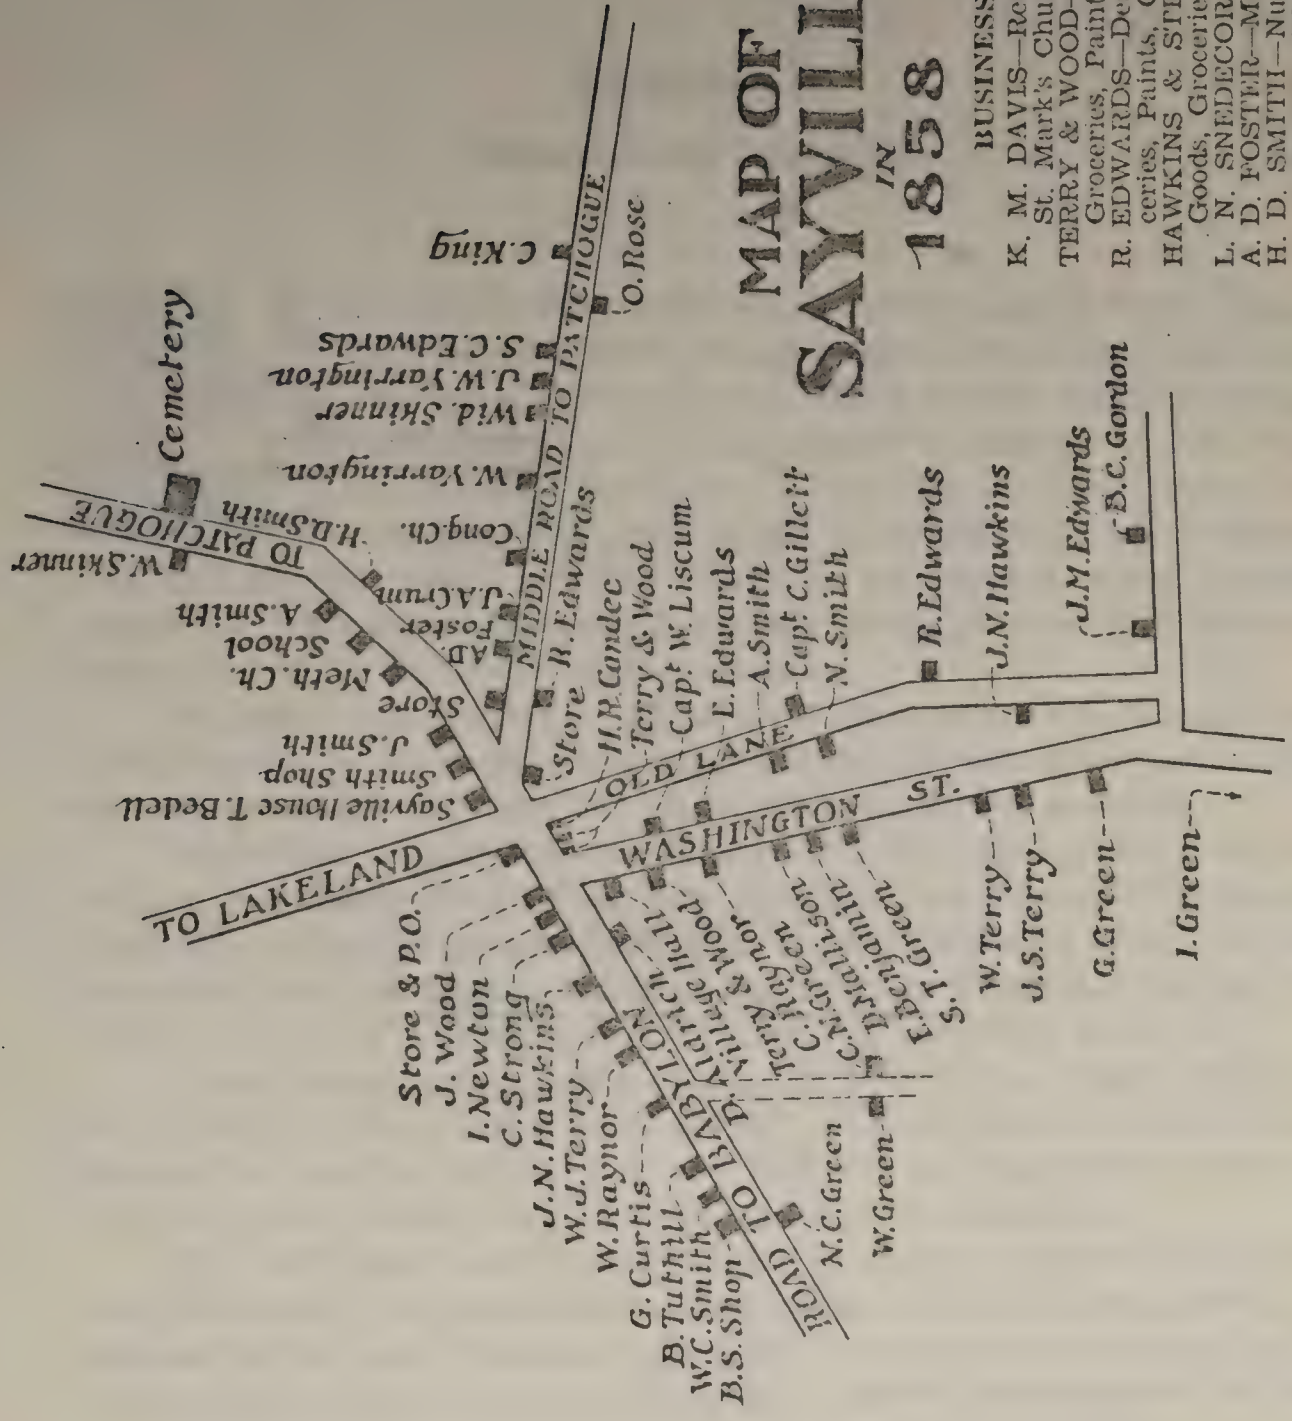 MAP OF
SAYVILL
IN
1858
BUSINESS
K. M. DAVIS—Re
St. Mark's Chu
TERRY & WOOD—
Groceries, Paint
R. EDWARDS—De
ceries, Paints, C
HAWKINS & STR
Goods, Grocerie
L. N. SNEDECOR
A. D. FOSTER—M
H. D. SMITH—Nu
TO PATCHOGUE
Cemetery
W. Skinner
H.D. Smith
A. Smith
School
Meth. Ch.
Store
J. Smith
Smith Shop
Sayville House T. Bedell
MIDDLE ROAD TO PATCHOGUE
C. King
O. Rose
S. C. Edwards
J. W. Yarrington
Wid. Skinner
W. Yarrington
Cong. Ch.
J.A. Crum
A.D.
Foster
R. Edwards
Store
TO LAKELAND
H.R. Condee
Terry & Wood
Capt. W. Liscum
L. Edwards
A. Smith
Capt C. Gillett
N. Smith
OLD LANE
R. Edwards
J.N. Hawkins
J.M. Edwards
B.C. Gordon
WASHINGTON ST.
D. Aldrich
Village Hall
Terry & Wood
C. Raynor
C.N. Green
D. Mallison
E. Benjamin
S. T. Green
W. Terry
J.S. Terry
G. Green
I. Green
ROAD TO BABYLON
Store & P.O.
J. Wood
I. Newton
C. Strong
J.N. Hawkins
W.J. Terry
W. Raynor
G. Curtis
B. Tuthill
W.C. Smith
B.S. Shop
N.C. Green
W. Green